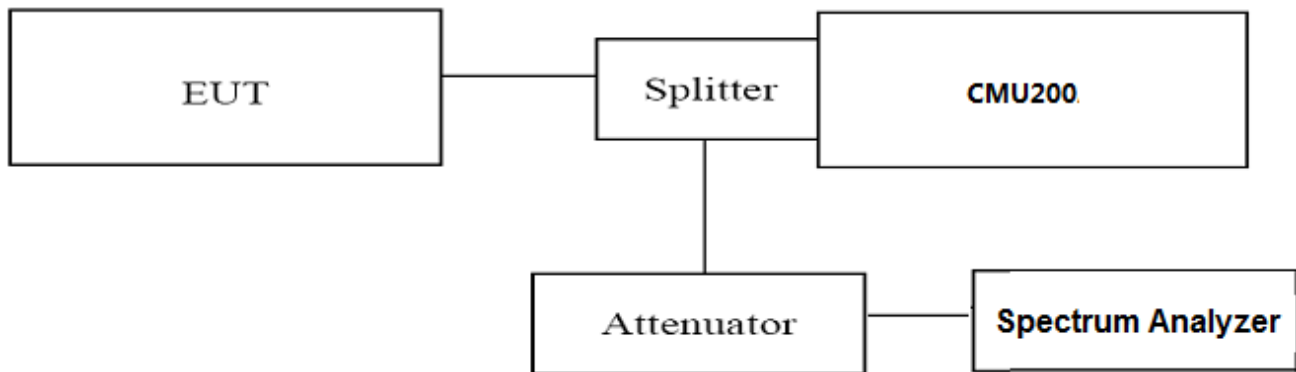 EUT
Splitter
CMU200.
Attenuator
Spectrum Analyzer